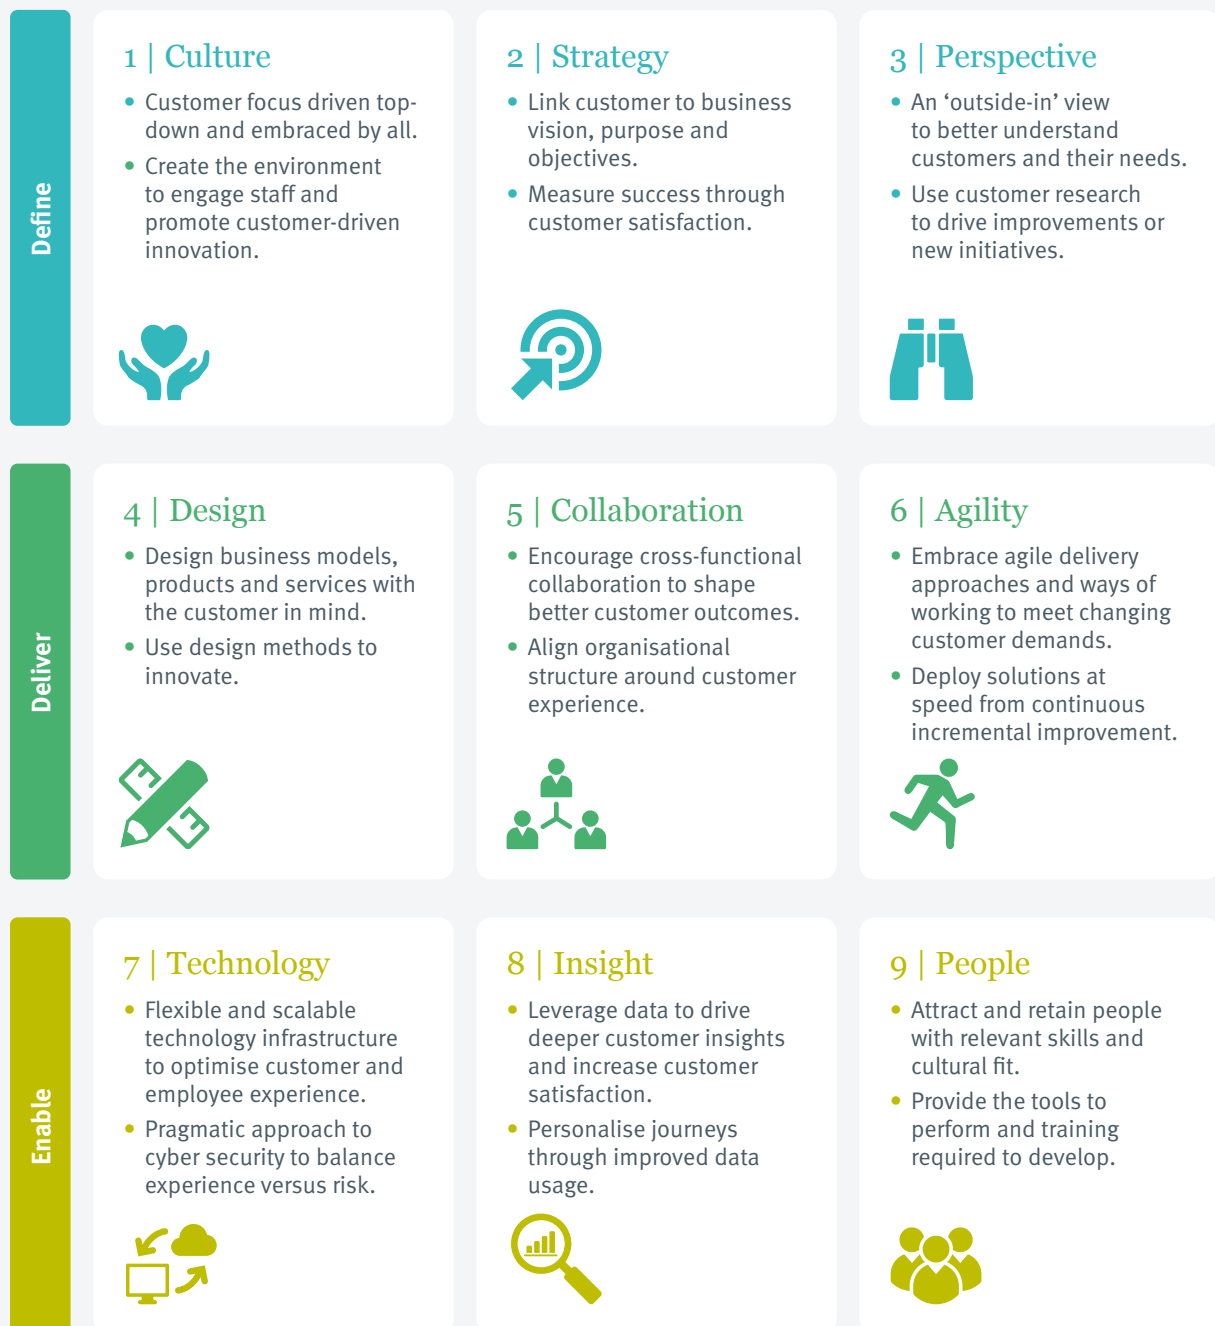 Define
1 | Culture
• Customer focus driven top-
down and embraced by all.
• Create the environment
to engage staff and
promote customer-driven
innovation.
2 | Strategy
• Link customer to business
vision, purpose and
objectives.
• Measure success through
customer satisfaction.
3 | Perspective
• An ‘outside-in’ view
to better understand
customers and their needs.
• Use customer research
to drive improvements or
new initiatives.
Deliver
4 | Design
• Design business models,
products and services with
the customer in mind.
• Use design methods to
innovate.
5 | Collaboration
• Encourage cross-functional
collaboration to shape
better customer outcomes.
• Align organisational
structure around customer
experience.
6 | Agility
• Embrace agile delivery
approaches and ways of
working to meet changing
customer demands.
• Deploy solutions at
speed from continuous
incremental improvement.
Enable
7 | Technology
• Flexible and scalable
technology infrastructure
to optimise customer and
employee experience.
• Pragmatic approach to
cyber security to balance
experience versus risk.
8 | Insight
• Leverage data to drive
deeper customer insights
and increase customer
satisfaction.
• Personalise journeys
through improved data
usage.
9 | People
• Attract and retain people
with relevant skills and
cultural fit.
• Provide the tools to
perform and training
required to develop.